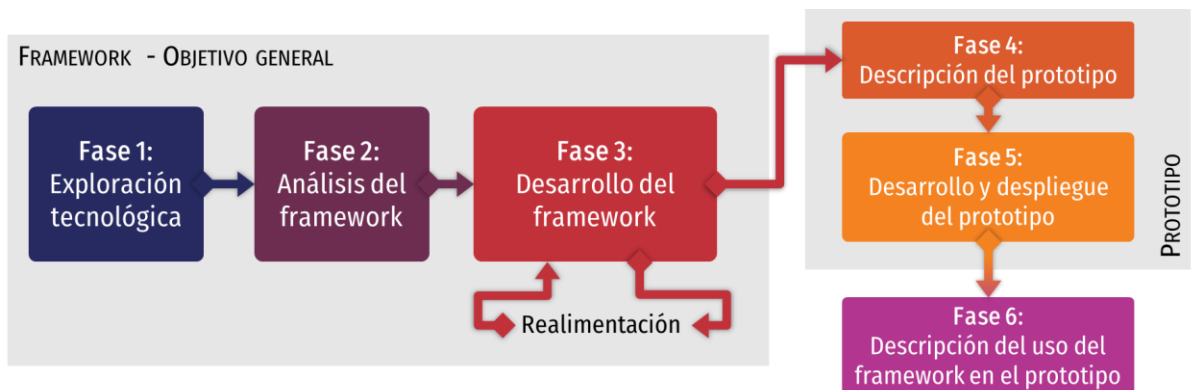 FRAMEWORK - OBJETIVO GENERAL
Fase 1:
Exploración
tecnológica
Fase 2:
Análisis del
framework
Fase 3:
Desarrollo del
framework
Realimentación
Fase 4:
Descripción del prototipo
Fase 5:
Desarrollo y despliegue
del prototipo
PROTOTIPO
Fase 6:
Descripción del uso del
framework en el prototipo